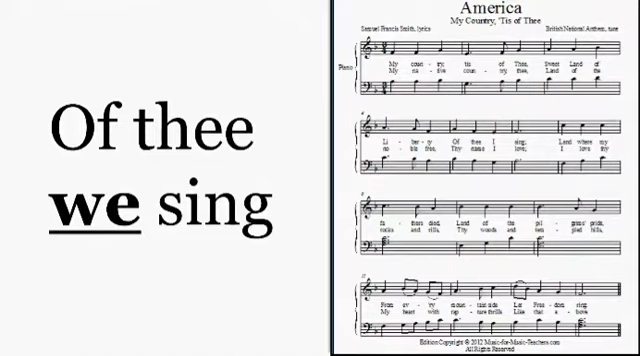 Of thee
we sing
America
My Country, 'Tis of Thee
Samuel Francis Smith, lyrics
British National Anthem, tune
Piano
My coun - try, tis of Thee, Sweet Land of
My na - tive coun - try, thee, Land of the
Li - ber - ty Of thee I sing; Land where my
no - ble free, Thy name I love; I love thy
fa - thers died, Land of the pil - grims' pride,
rocks and rills, Thy woods and tem - pled hills,
From ev - ry moun - tain side Let Free - dom ring.
My heart with rap - ture thrills Like that a - bove
Edition Copyright © 2012 Music-for-Music-Teachers.com
All Rights Reserved